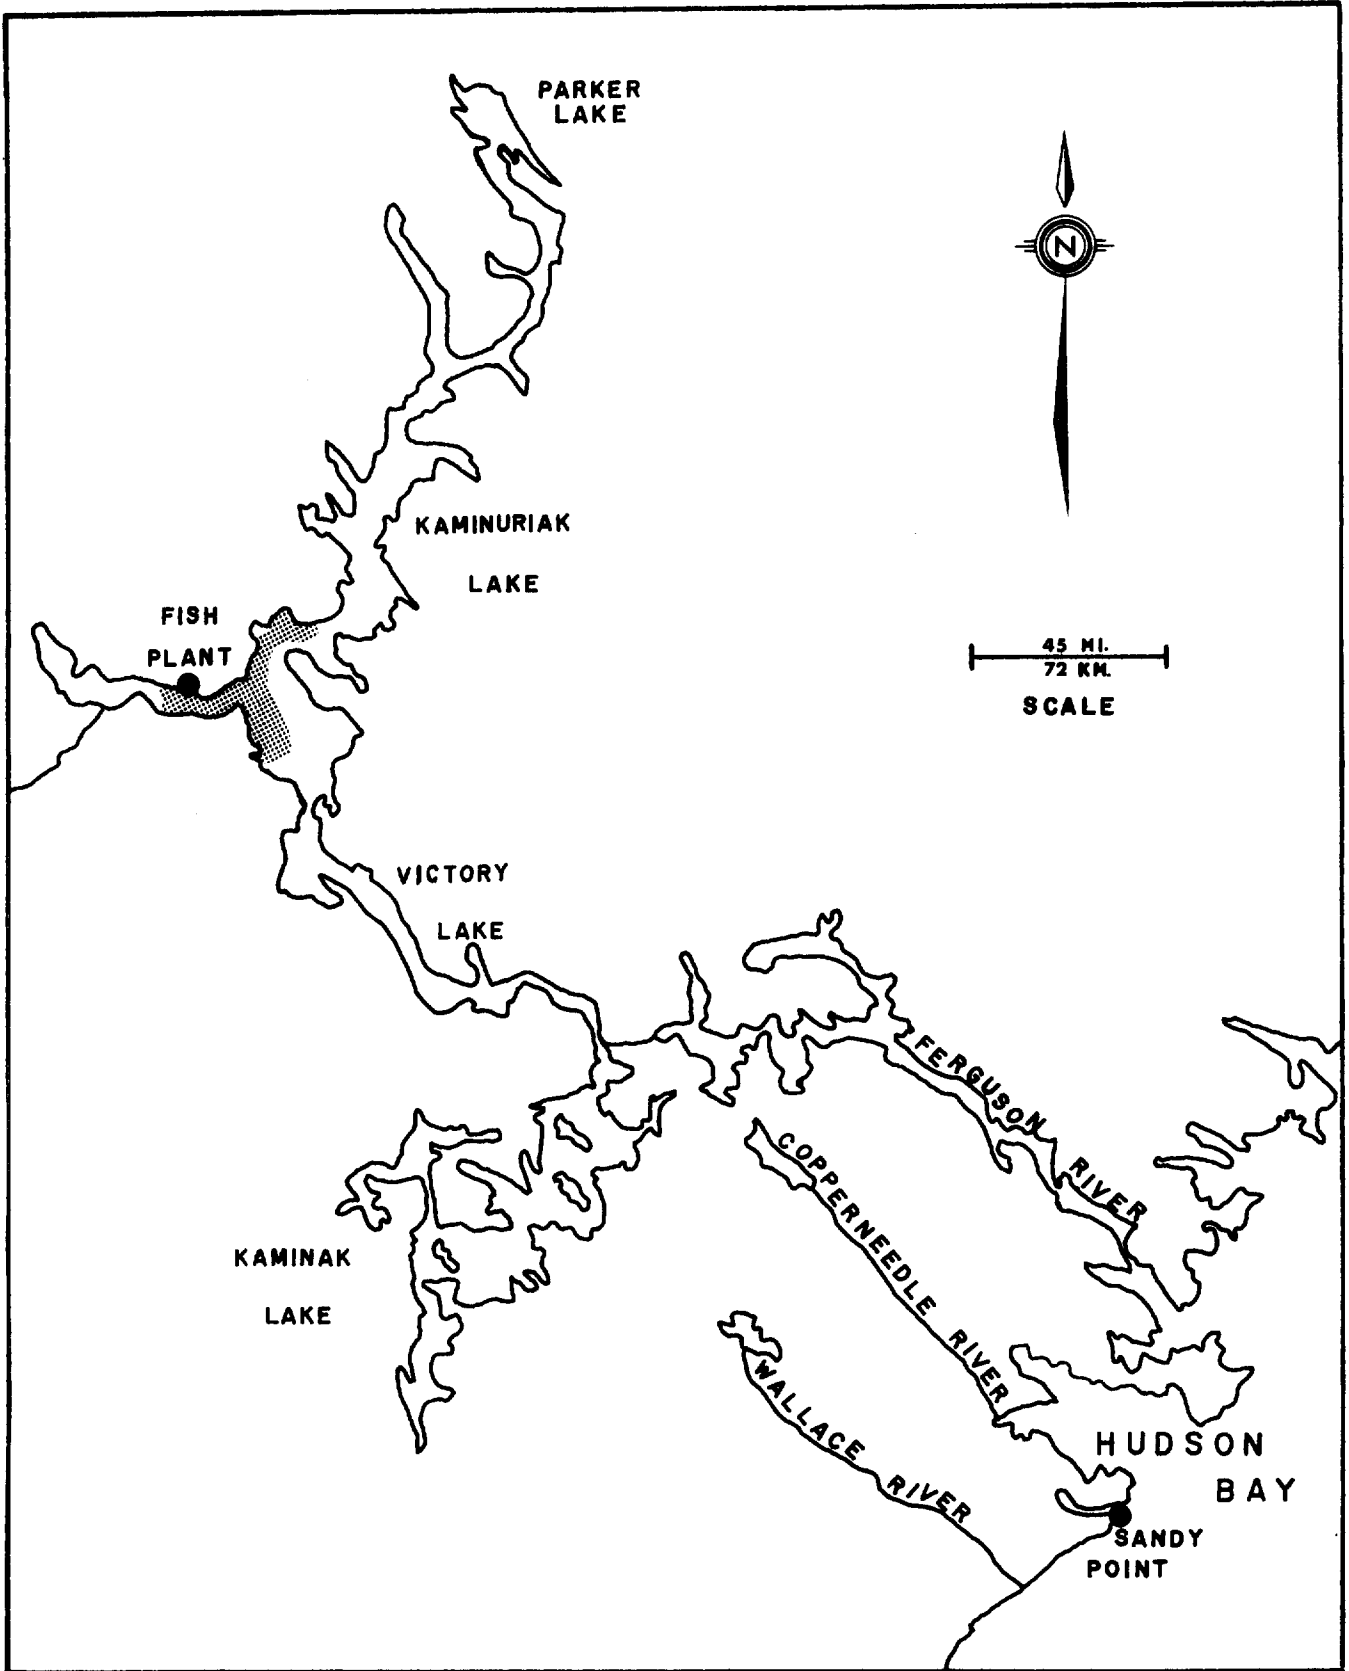 PARKER
LAKE
N
KAMINURIAK
LAKE
FISH
PLANT
45 MI.
72 KM.
SCALE
VICTORY
LAKE
FERGUSON RIVER
COPPERNEEDLE RIVER
KAMINAK
LAKE
WALLACE RIVER
HUDSON
BAY
SANDY
POINT